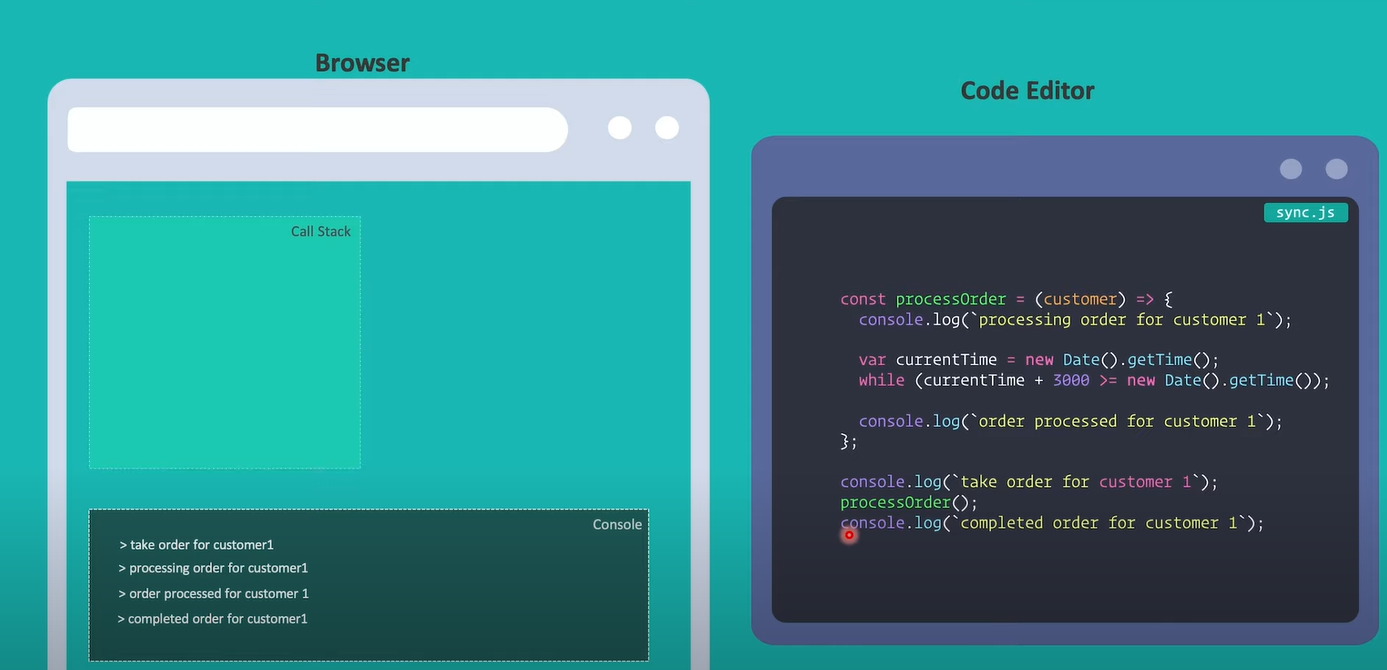 Browser
Call Stack
Console
> take order for customer1
> processing order for customer1
> order processed for customer 1
> completed order for customer1
Code Editor
sync.js
const processOrder = (customer) => {
  console.log(`processing order for customer 1`);
  var currentTime = new Date().getTime();
  while (currentTime + 3000 >= new Date().getTime());
  console.log(`order processed for customer 1`);
};
console.log(`take order for customer 1`);
processOrder();
console.log(`completed order for customer 1`);